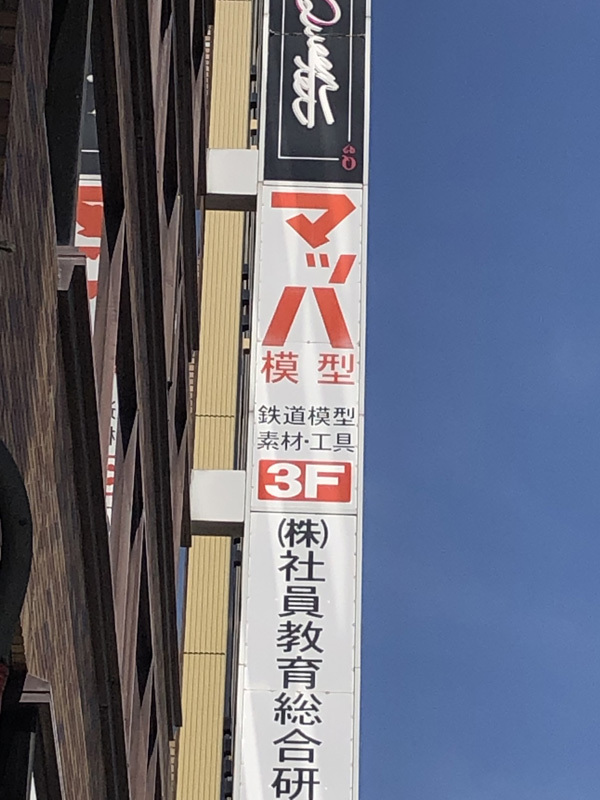 マッハ
模型
鉄道模型
素材・工具
3F
(株)社員教育総合研